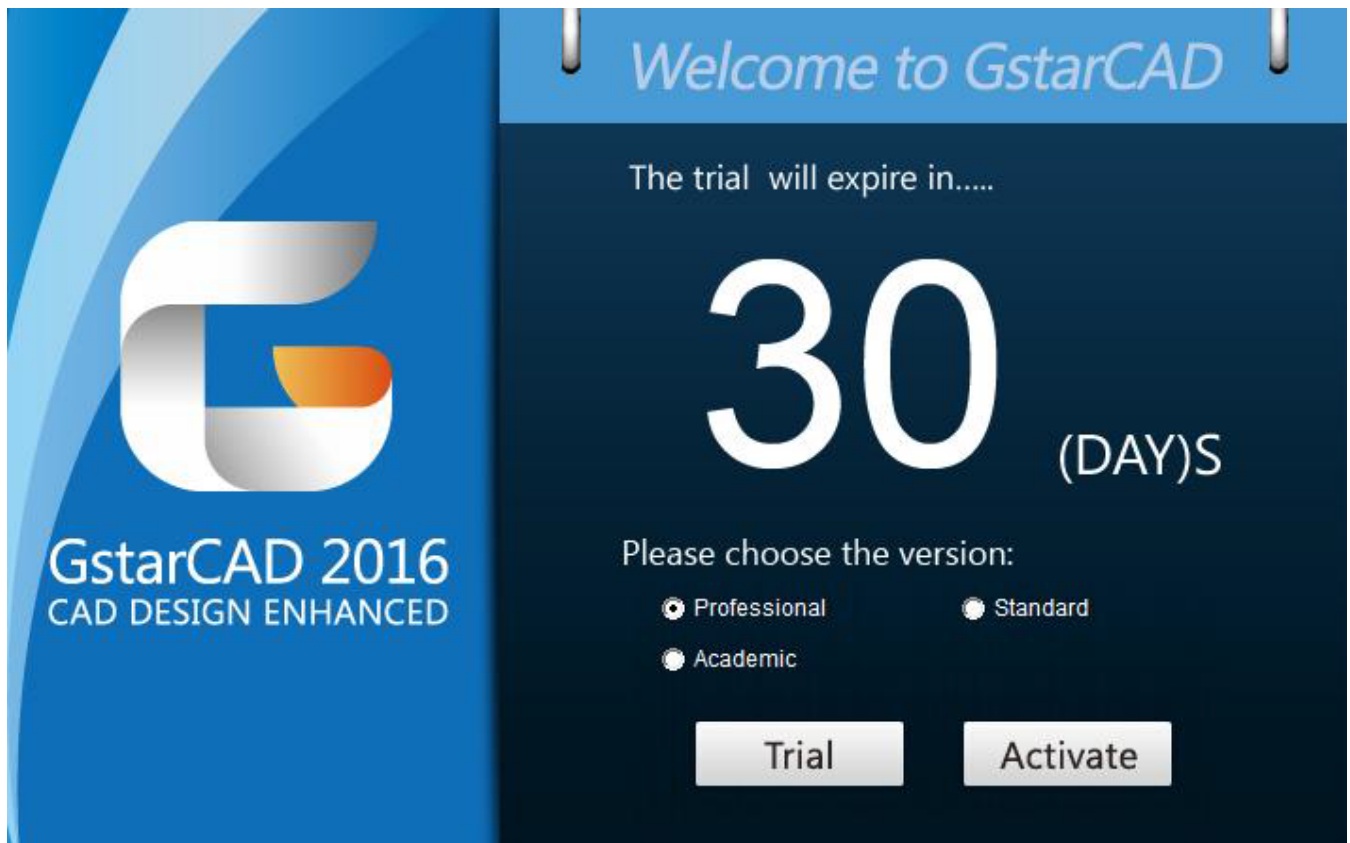 Welcome to GstarCAD
The trial will expire in.....
30
(DAY)S
GstarCAD 2016
CAD DESIGN ENHANCED
Please choose the version:
Professional Standard
Academic
Trial Activate